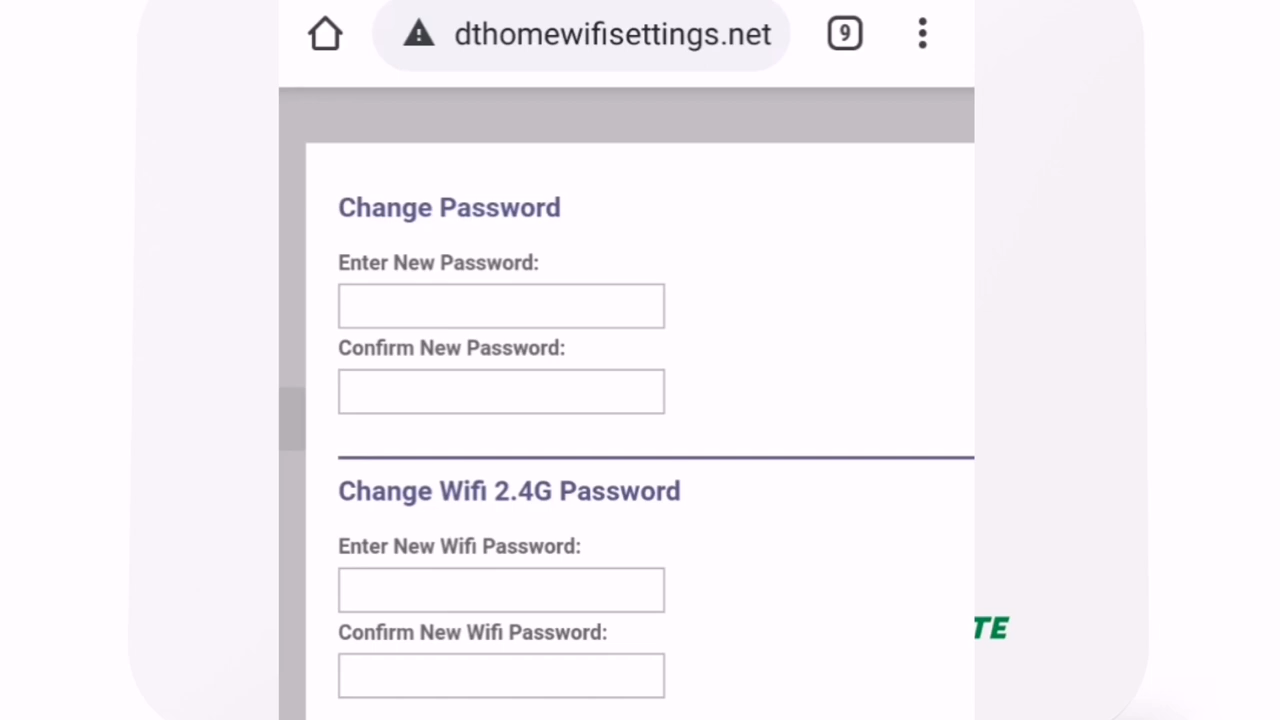 dthomewifisettings.net
9
Change Password
Enter New Password:
Confirm New Password:
Change Wifi 2.4G Password
Enter New Wifi Password:
TE
Confirm New Wifi Password: